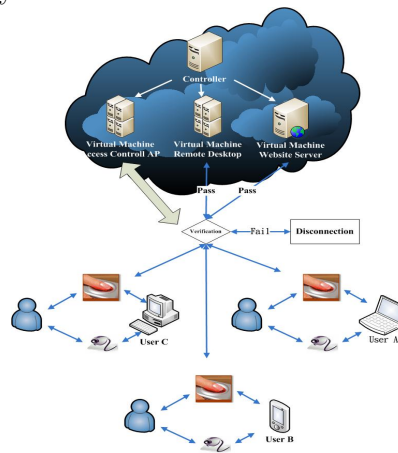 Controller
Virtual Machine
ccess Controll AP
Virtual Machine
Remote Desktop
Virtual Machine
Website Server
Pass
Pass
Verification
Fail
Disconnection
User C
User A
User B